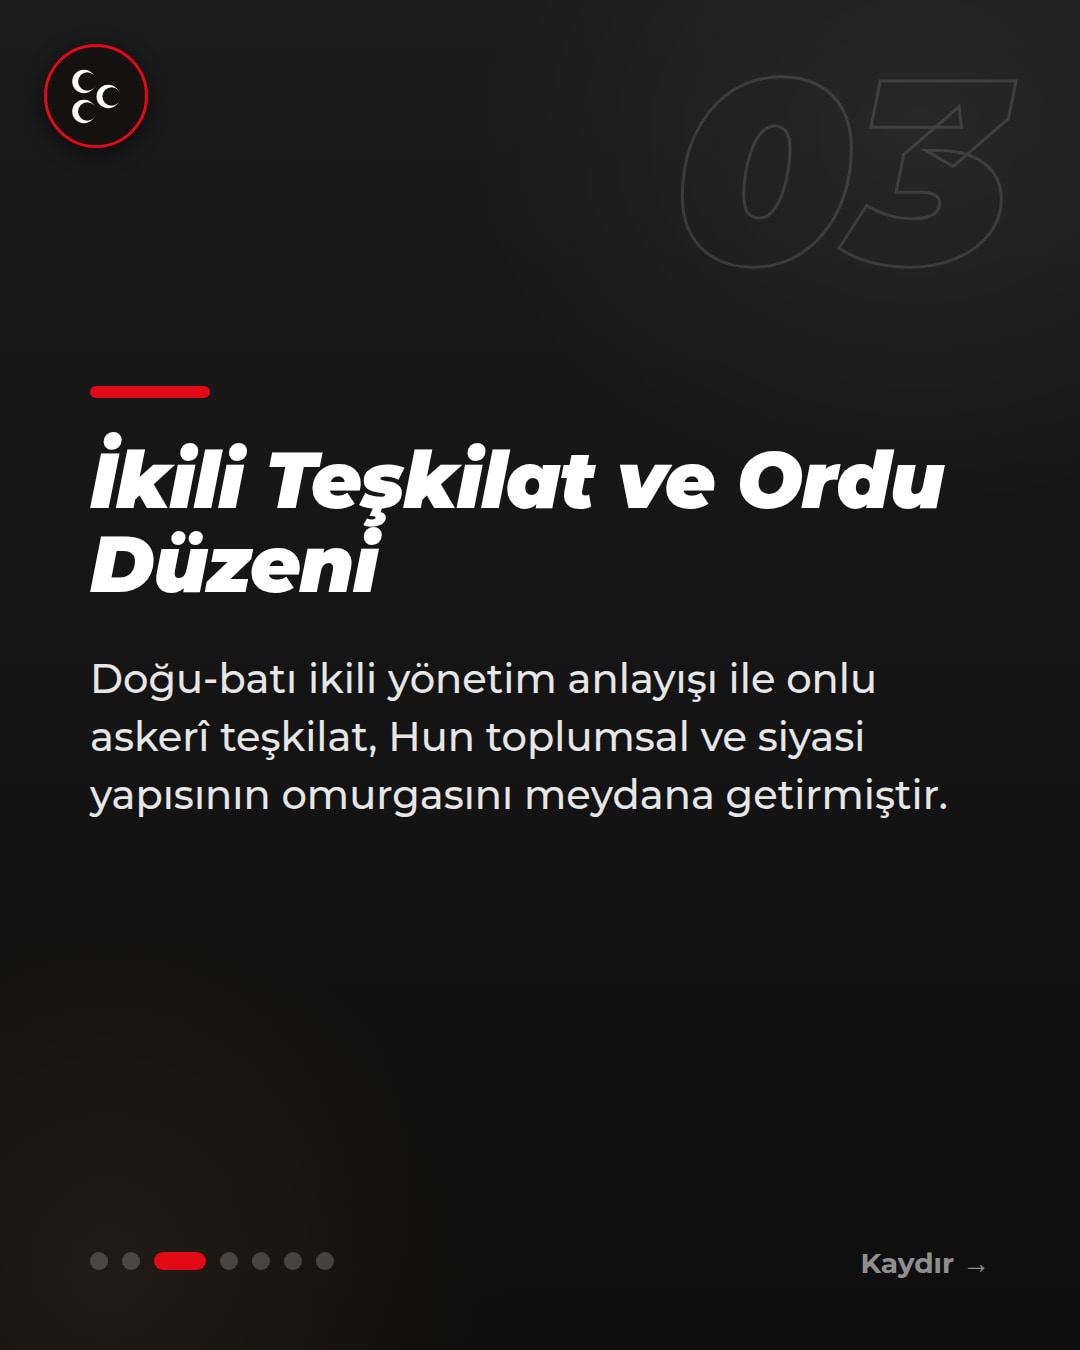 03
İkili Teşkilat ve Ordu
Düzeni
Doğu-batı ikili yönetim anlayışı ile onlu
askerî teşkilat, Hun toplumsal ve siyasi
yapısının omurgasını meydana getirmiştir.
Kaydır →